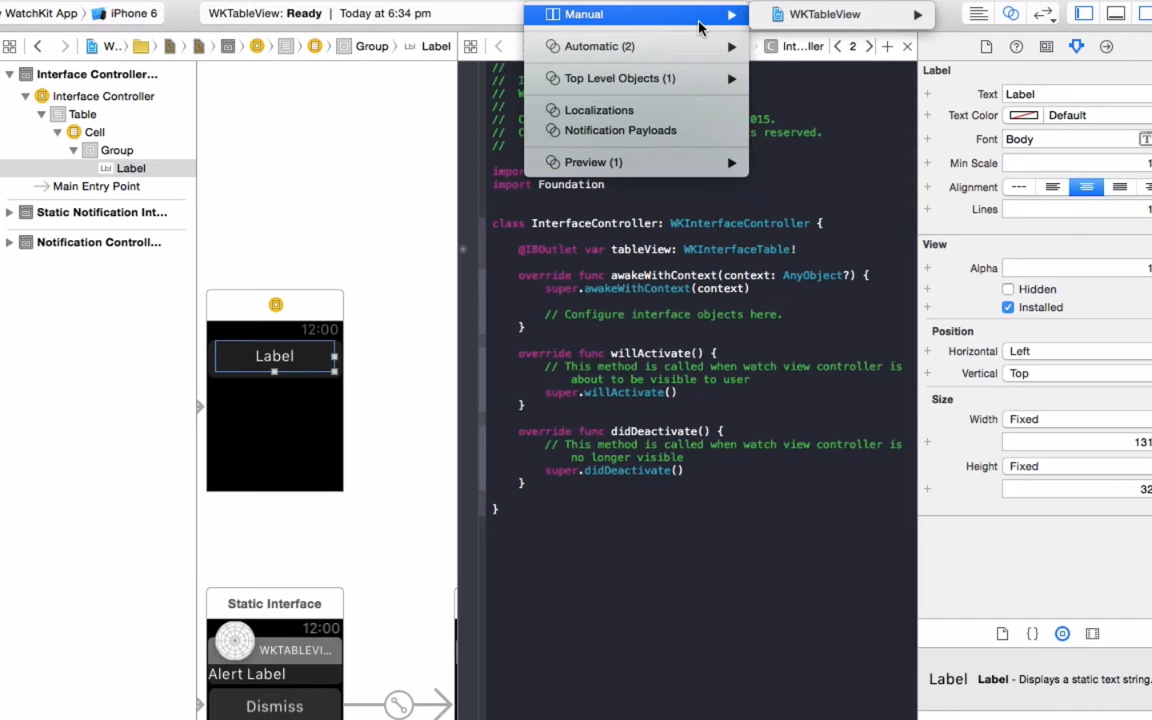 WatchKit App 〉 iPhone 6
WKTableView: Ready | Today at 6:34 pm
Manual
WKTableView
W...
Group
Label
Automatic (2)
Int...ller
2
Top Level Objects (1)
Localizations
Notification Payloads
Preview (1)
Interface Controller...
Interface Controller
Table
Cell
Group
Label
Main Entry Point
Static Notification Int...
Notification Controll...
12:00
Label
Static Interface
12:00
WKTABLEVI...
Alert Label
Dismiss
//
//
//
//
015.
//
s reserved.
//
import Foundation
class InterfaceController: WKInterfaceController {
@IBOutlet var tableView: WKInterfaceTable!
override func awakeWithContext(context: AnyObject?) {
super.awakeWithContext(context)
// Configure interface objects here.
}
override func willActivate() {
// This method is called when watch view controller is
about to be visible to user
super.willActivate()
}
override func didDeactivate() {
// This method is called when watch view controller is
no longer visible
super.didDeactivate()
}
}
Label
Text Label
Text Color Default
Font Body
Min Scale
Alignment
Lines
View
Alpha
Hidden
Installed
Position
Horizontal Left
Vertical Top
Size
Width Fixed
131
Height Fixed
32
Label Label - Displays a static text string.